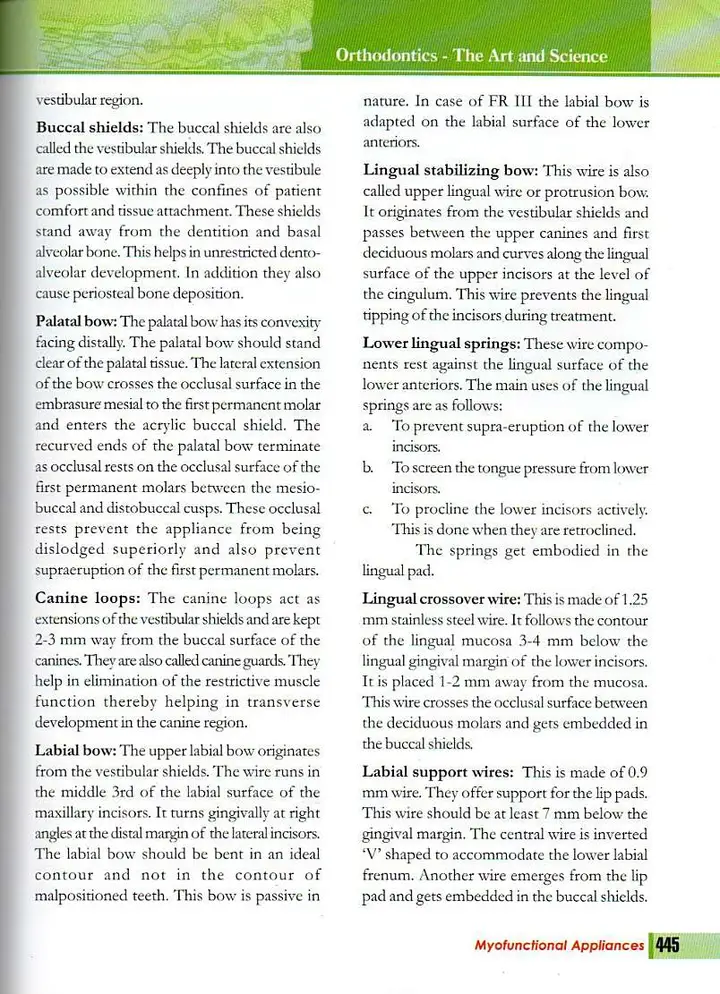 Orthodontics - The Art and Science
vestibular region.
Buccal shields: The buccal shields are also
called the vestibular shields. The buccal shields
are made to extend as deeply into the vestibule
as possible within the confines of patient
comfort and tissue attachment. These shields
stand away from the dentition and basal
alveolar bone. This helps in unrestricted dento-
alveolar development. In addition they also
cause periosteal bone deposition.
Palatal bow: The palatal bow has its convexity
facing distally. The palatal bow should stand
clear of the palatal tissue. The lateral extension
of the bow crosses the occlusal surface in the
embrasure mesial to the first permanent molar
and enters the acrylic buccal shield. The
recurved ends of the palatal bow terminate
as occlusal rests on the occlusal surface of the
first permanent molars between the mesio-
buccal and distobuccal cusps. These occlusal
rests prevent the appliance from being
dislodged superiorly and also prevent
supraeruption of the first permanent molars.
Canine loops: The canine loops act as
extensions of the vestibular shields and are kept
2-3 mm way from the buccal surface of the
canines. They are also called canine guards. They
help in elimination of the restrictive muscle
function thereby helping in transverse
development in the canine region.
Labial bow: The upper labial bow originates
from the vestibular shields. The wire runs in
the middle 3rd of the labial surface of the
maxillary incisors. It turns gingivally at right
angles at the distal margin of the lateral incisors.
The labial bow should be bent in an ideal
contour and not in the contour of
malpositioned teeth. This bow is passive in
nature. In case of FR III the labial bow is
adapted on the labial surface of the lower
anteriors.
Lingual stabilizing bow: This wire is also
called upper lingual wire or protrusion bow.
It originates from the vestibular shields and
passes between the upper canines and first
deciduous molars and curves along the lingual
surface of the upper incisors at the level of
the cingulum. This wire prevents the lingual
tipping of the incisors during treatment.
Lower lingual springs: These wire compo-
nents rest against the lingual surface of the
lower anteriors. The main uses of the lingual
springs are as follows:
a. To prevent supra-eruption of the lower
incisors.
b. To screen the tongue pressure from lower
incisors.
c. To procline the lower incisors actively.
This is done when they are retroclined.
The springs get embodied in the
lingual pad.
Lingual crossover wire: This is made of 1.25
mm stainless steel wire. It follows the contour
of the lingual mucosa 3-4 mm below the
lingual gingival margin of the lower incisors.
It is placed 1-2 mm away from the mucosa.
This wire crosses the occlusal surface between
the deciduous molars and gets embedded in
the buccal shields.
Labial support wires: This is made of 0.9
mm wire. They offer support for the lip pads.
This wire should be at least 7 mm below the
gingival margin. The central wire is inverted
'V' shaped to accommodate the lower labial
frenum. Another wire emerges from the lip
pad and gets embedded in the buccal shields.
Myofunctional Appliances 445